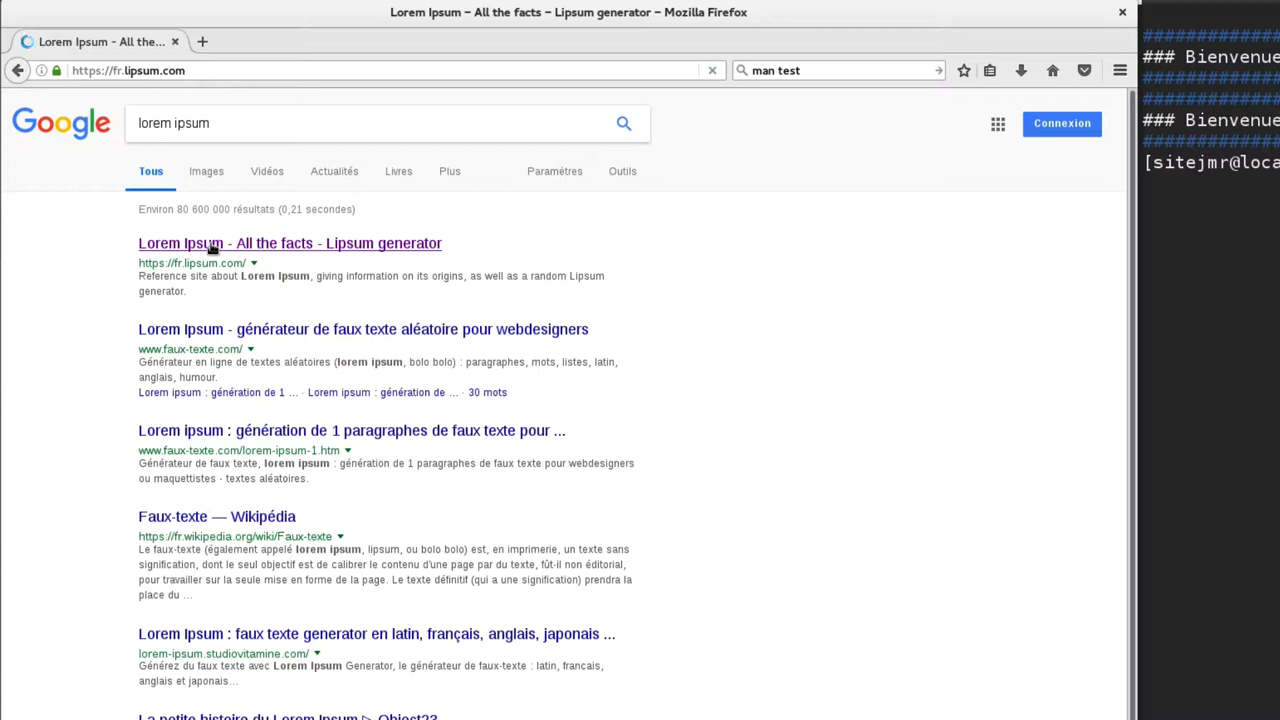 Lorem Ipsum – All the facts – Lipsum generator – Mozilla Firefox
Lorem Ipsum - All the...
https://fr.lipsum.com
man test
Google
lorem ipsum
Connexion
Tous Images Vidéos Actualités Livres Plus Paramètres Outils
Environ 80 600 000 résultats (0,21 secondes)
Lorem Ipsum - All the facts - Lipsum generator
https://fr.lipsum.com/
Reference site about Lorem Ipsum, giving information on its origins, as well as a random Lipsum
generator.
Lorem Ipsum - générateur de faux texte aléatoire pour webdesigners
www.faux-texte.com/
Générateur en ligne de textes aléatoires (lorem ipsum, bolo bolo) : paragraphes, mots, listes, latin,
anglais, humour.
Lorem ipsum : génération de 1 ... · Lorem ipsum : génération de ... · 30 mots
Lorem ipsum : génération de 1 paragraphes de faux texte pour ...
www.faux-texte.com/lorem-ipsum-1.htm
Générateur de faux texte, lorem ipsum : génération de 1 paragraphes de faux texte pour webdesigners
ou maquettistes - textes aléatoires.
Faux-texte — Wikipédia
https://fr.wikipedia.org/wiki/Faux-texte
Le faux-texte (également appelé lorem ipsum, lipsum, ou bolo bolo) est, en imprimerie, un texte sans
signification, dont le seul objectif est de calibrer le contenu d'une page par du texte, fût-il non éditorial,
pour travailler sur la seule mise en forme de la page. Le texte définitif (qui a une signification) prendra la
place du ...
Lorem Ipsum : faux texte generator en latin, français, anglais, japonais ...
lorem-ipsum.studiovitamine.com/
Générez du faux texte avec Lorem Ipsum Generator, le générateur de faux-texte : latin, francais,
anglais et japonais...
La petite histoire du Lorem Ipsum ▷ Object23
#############
### Bienvenue
#############
#############
### Bienvenue
#############
[sitejmr@loca